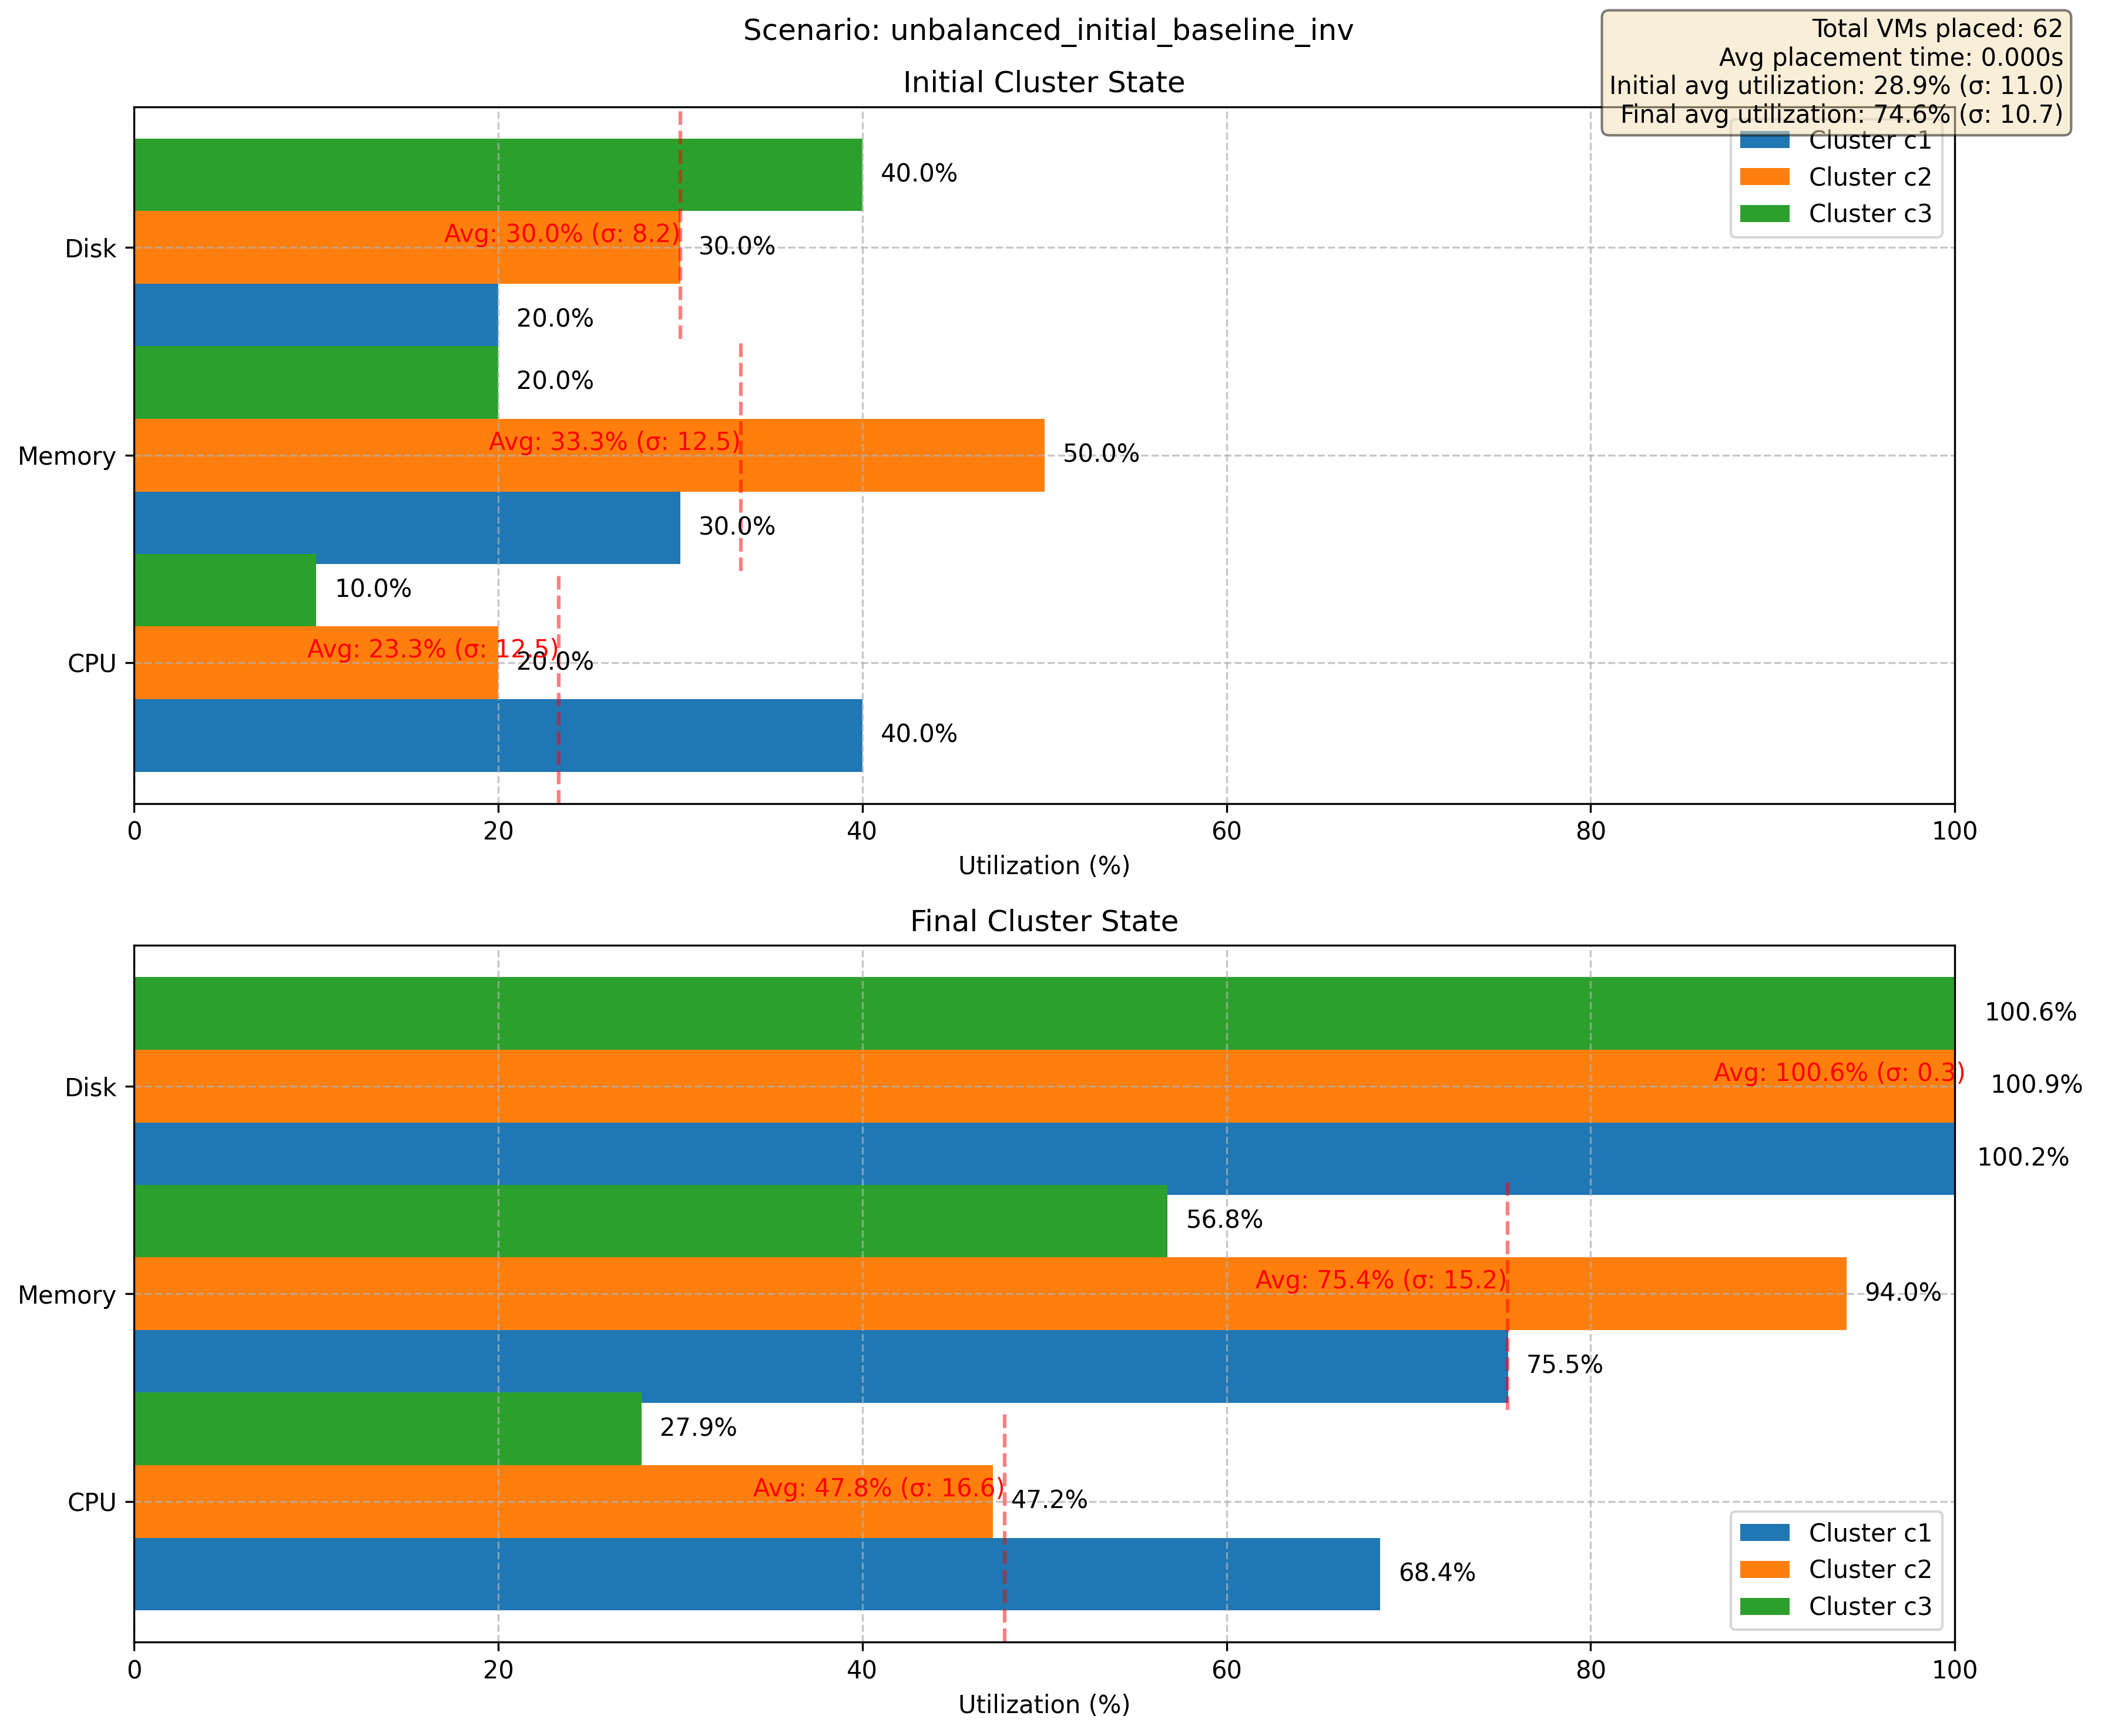 Scenario: unbalanced_initial_baseline_inv
Total VMs placed: 62
Avg placement time: 0.000s
Initial avg utilization: 28.9% (σ: 11.0)
Final avg utilization: 74.6% (σ: 10.7)
Initial Cluster State
Cluster c1
Cluster c2
Cluster c3
40.0%
Avg: 30.0% (σ: 8.2)
Disk
30.0%
20.0%
20.0%
Avg: 33.3% (σ: 12.5)
Memory
50.0%
30.0%
10.0%
Avg: 23.3% (σ: 12.5)
CPU
20.0%
40.0%
0 20 40 60 80 100
Utilization (%)
Final Cluster State
100.6%
Avg: 100.6% (σ: 0.3)
Disk
100.9%
100.2%
56.8%
Avg: 75.4% (σ: 15.2)
Memory
94.0%
75.5%
27.9%
Avg: 47.8% (σ: 16.6)
CPU
47.2%
68.4%
Cluster c1
Cluster c2
Cluster c3
0 20 40 60 80 100
Utilization (%)